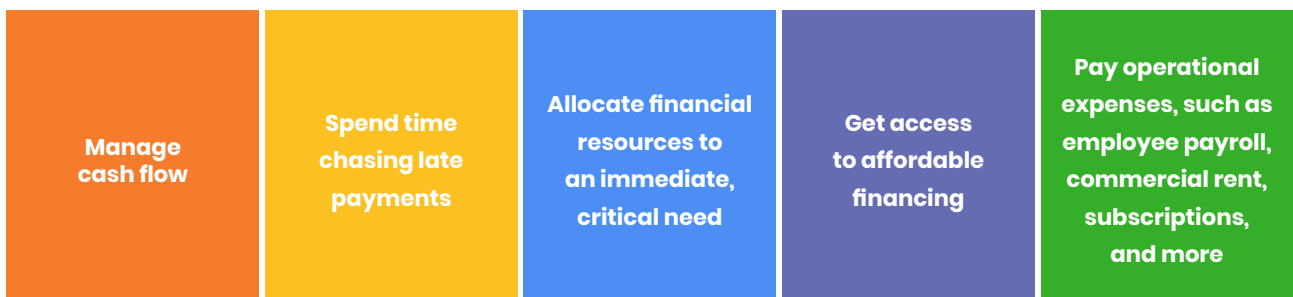 Manage
cash flow
Spend time
chasing late
payments
Allocate financial
resources to
an immediate,
critical need
Get access
to affordable
financing
Pay operational
expenses, such as
employee payroll,
commercial rent,
subscriptions,
and more